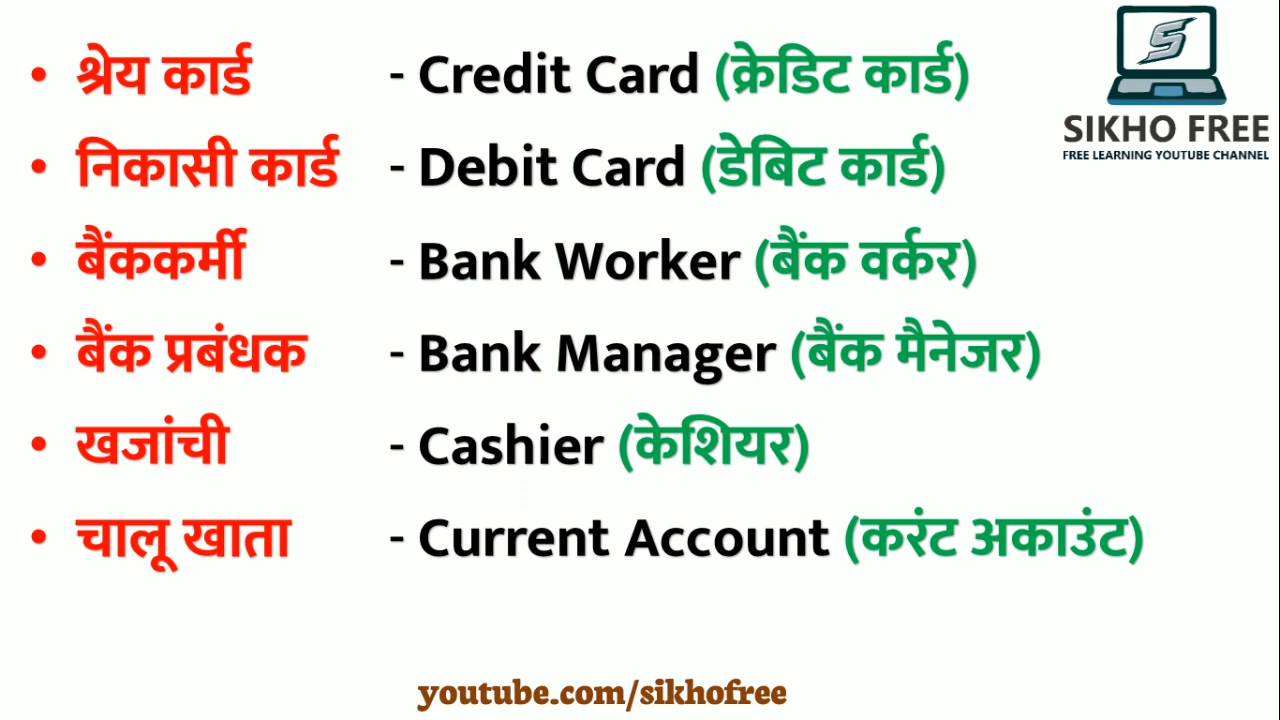 • श्रेय कार्ड - Credit Card (क्रेडिट कार्ड)
• निकासी कार्ड - Debit Card (डेबिट कार्ड)
• बैंककर्मी - Bank Worker (बैंक वर्कर)
• बैंक प्रबंधक - Bank Manager (बैंक मैनेजर)
• खजांची - Cashier (केशियर)
• चालू खाता - Current Account (करंट अकाउंट)
S
SIKHO FREE
FREE LEARNING YOUTUBE CHANNEL
youtube.com/sikhofree